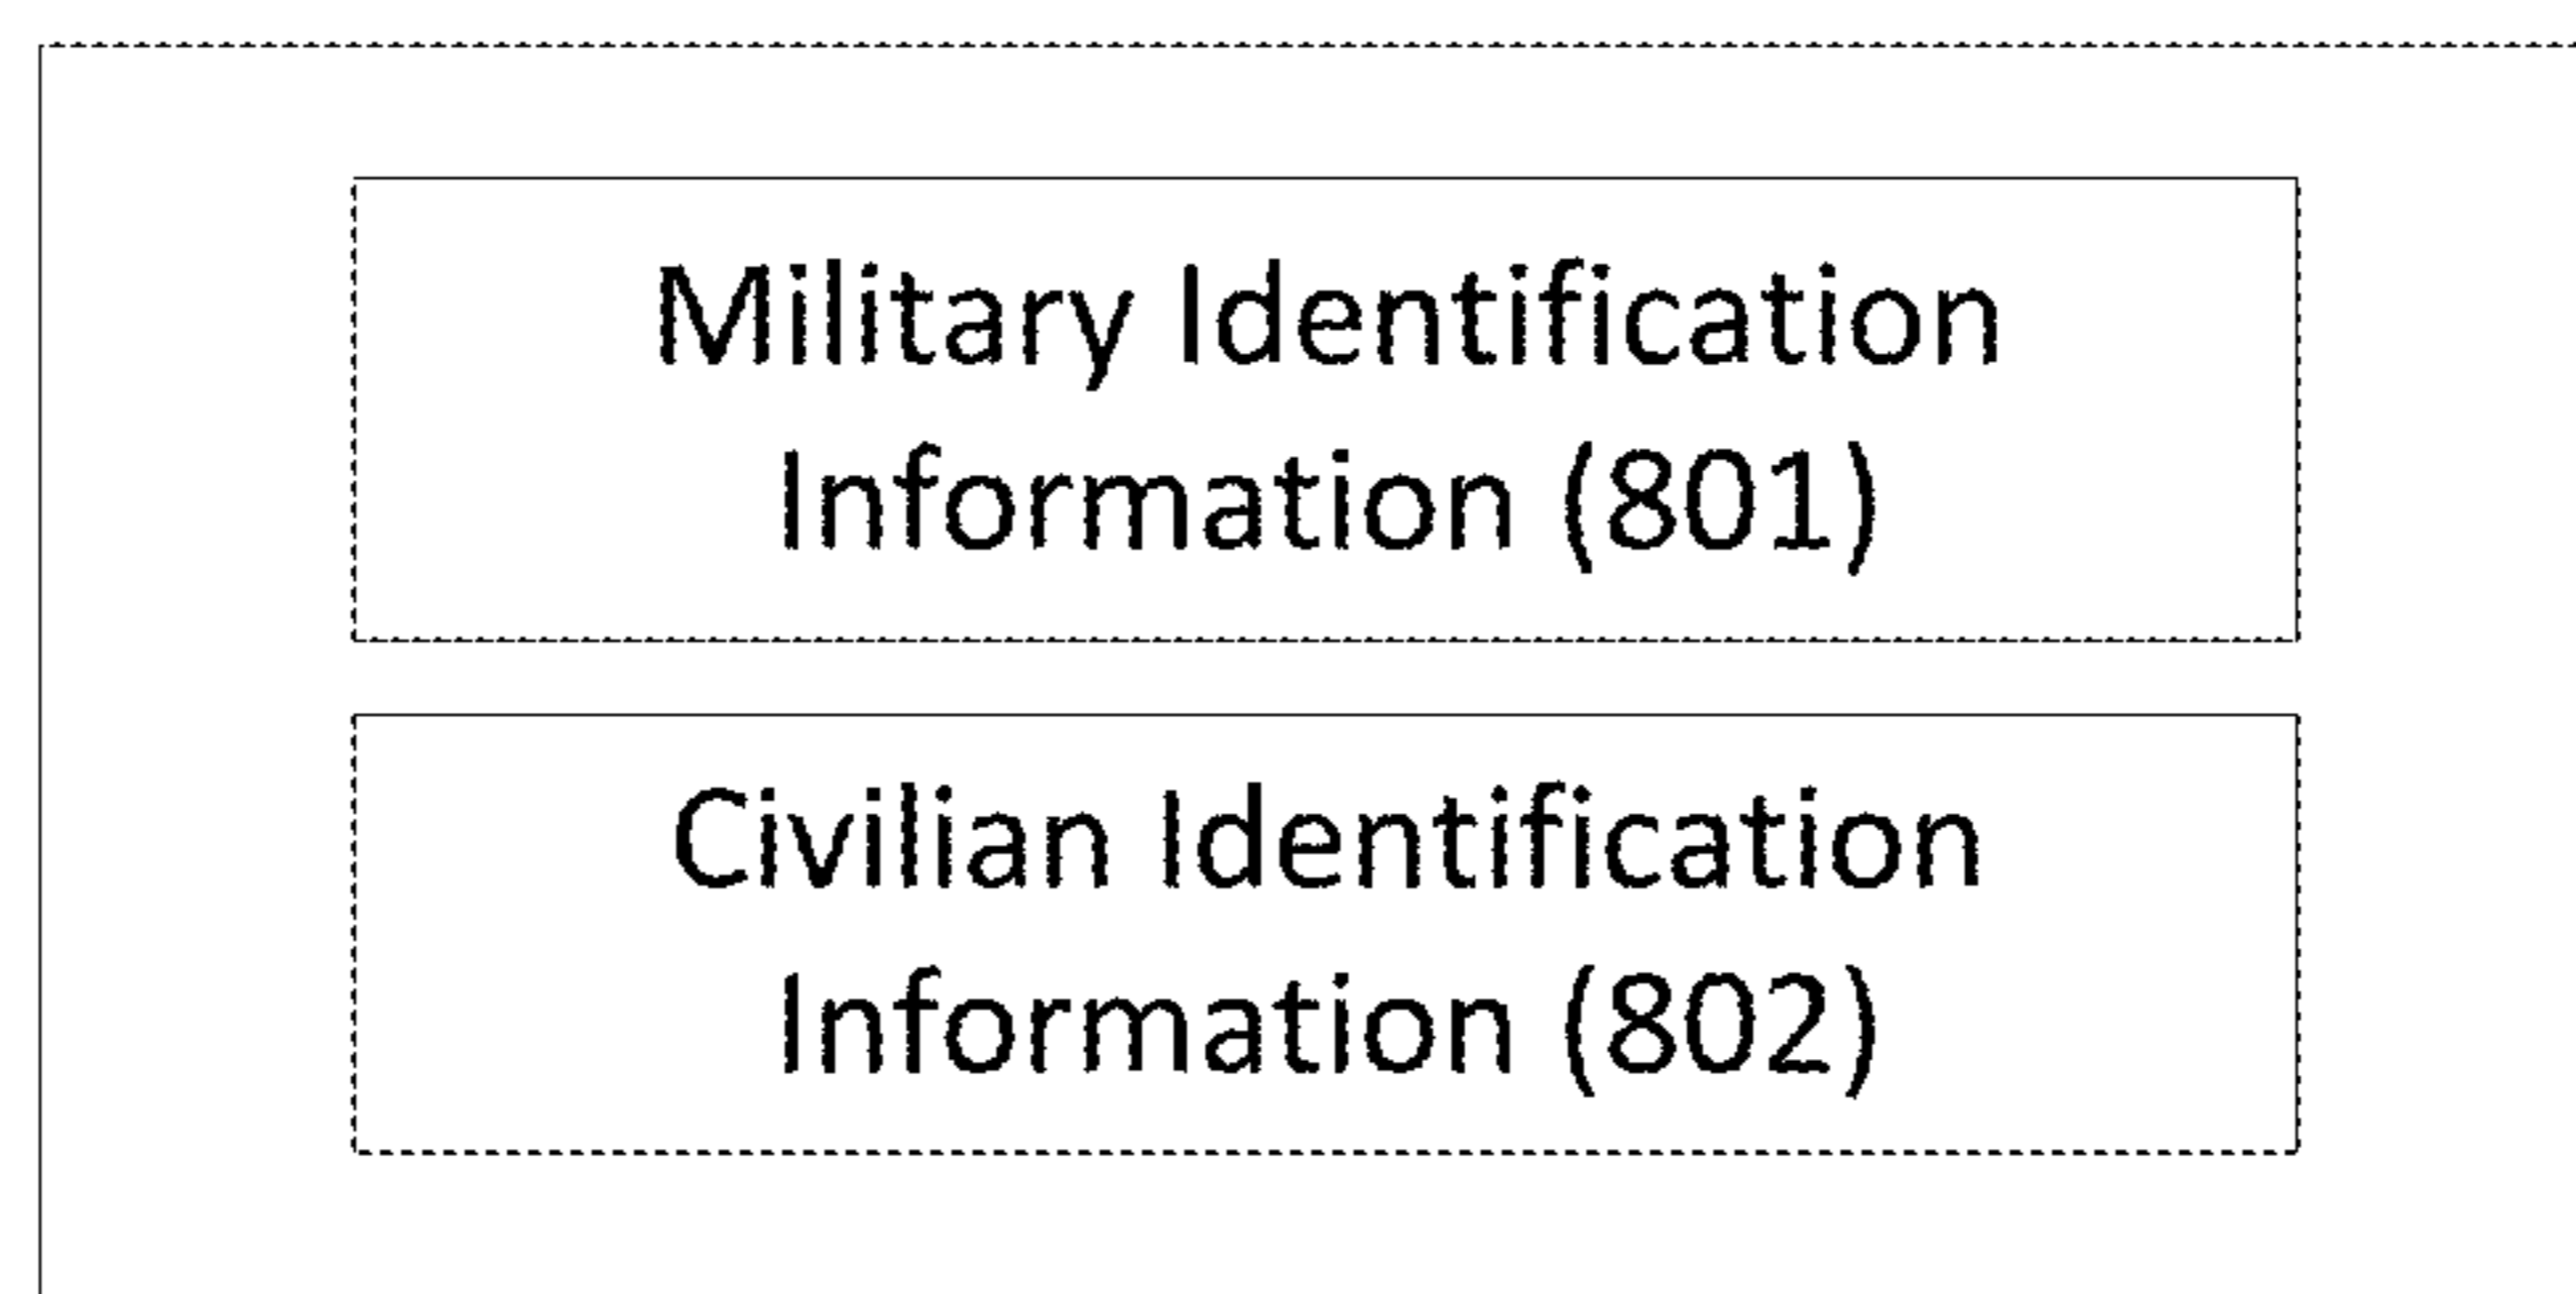 Military Identification
Information (801)
Civilian Identification
Information (802)